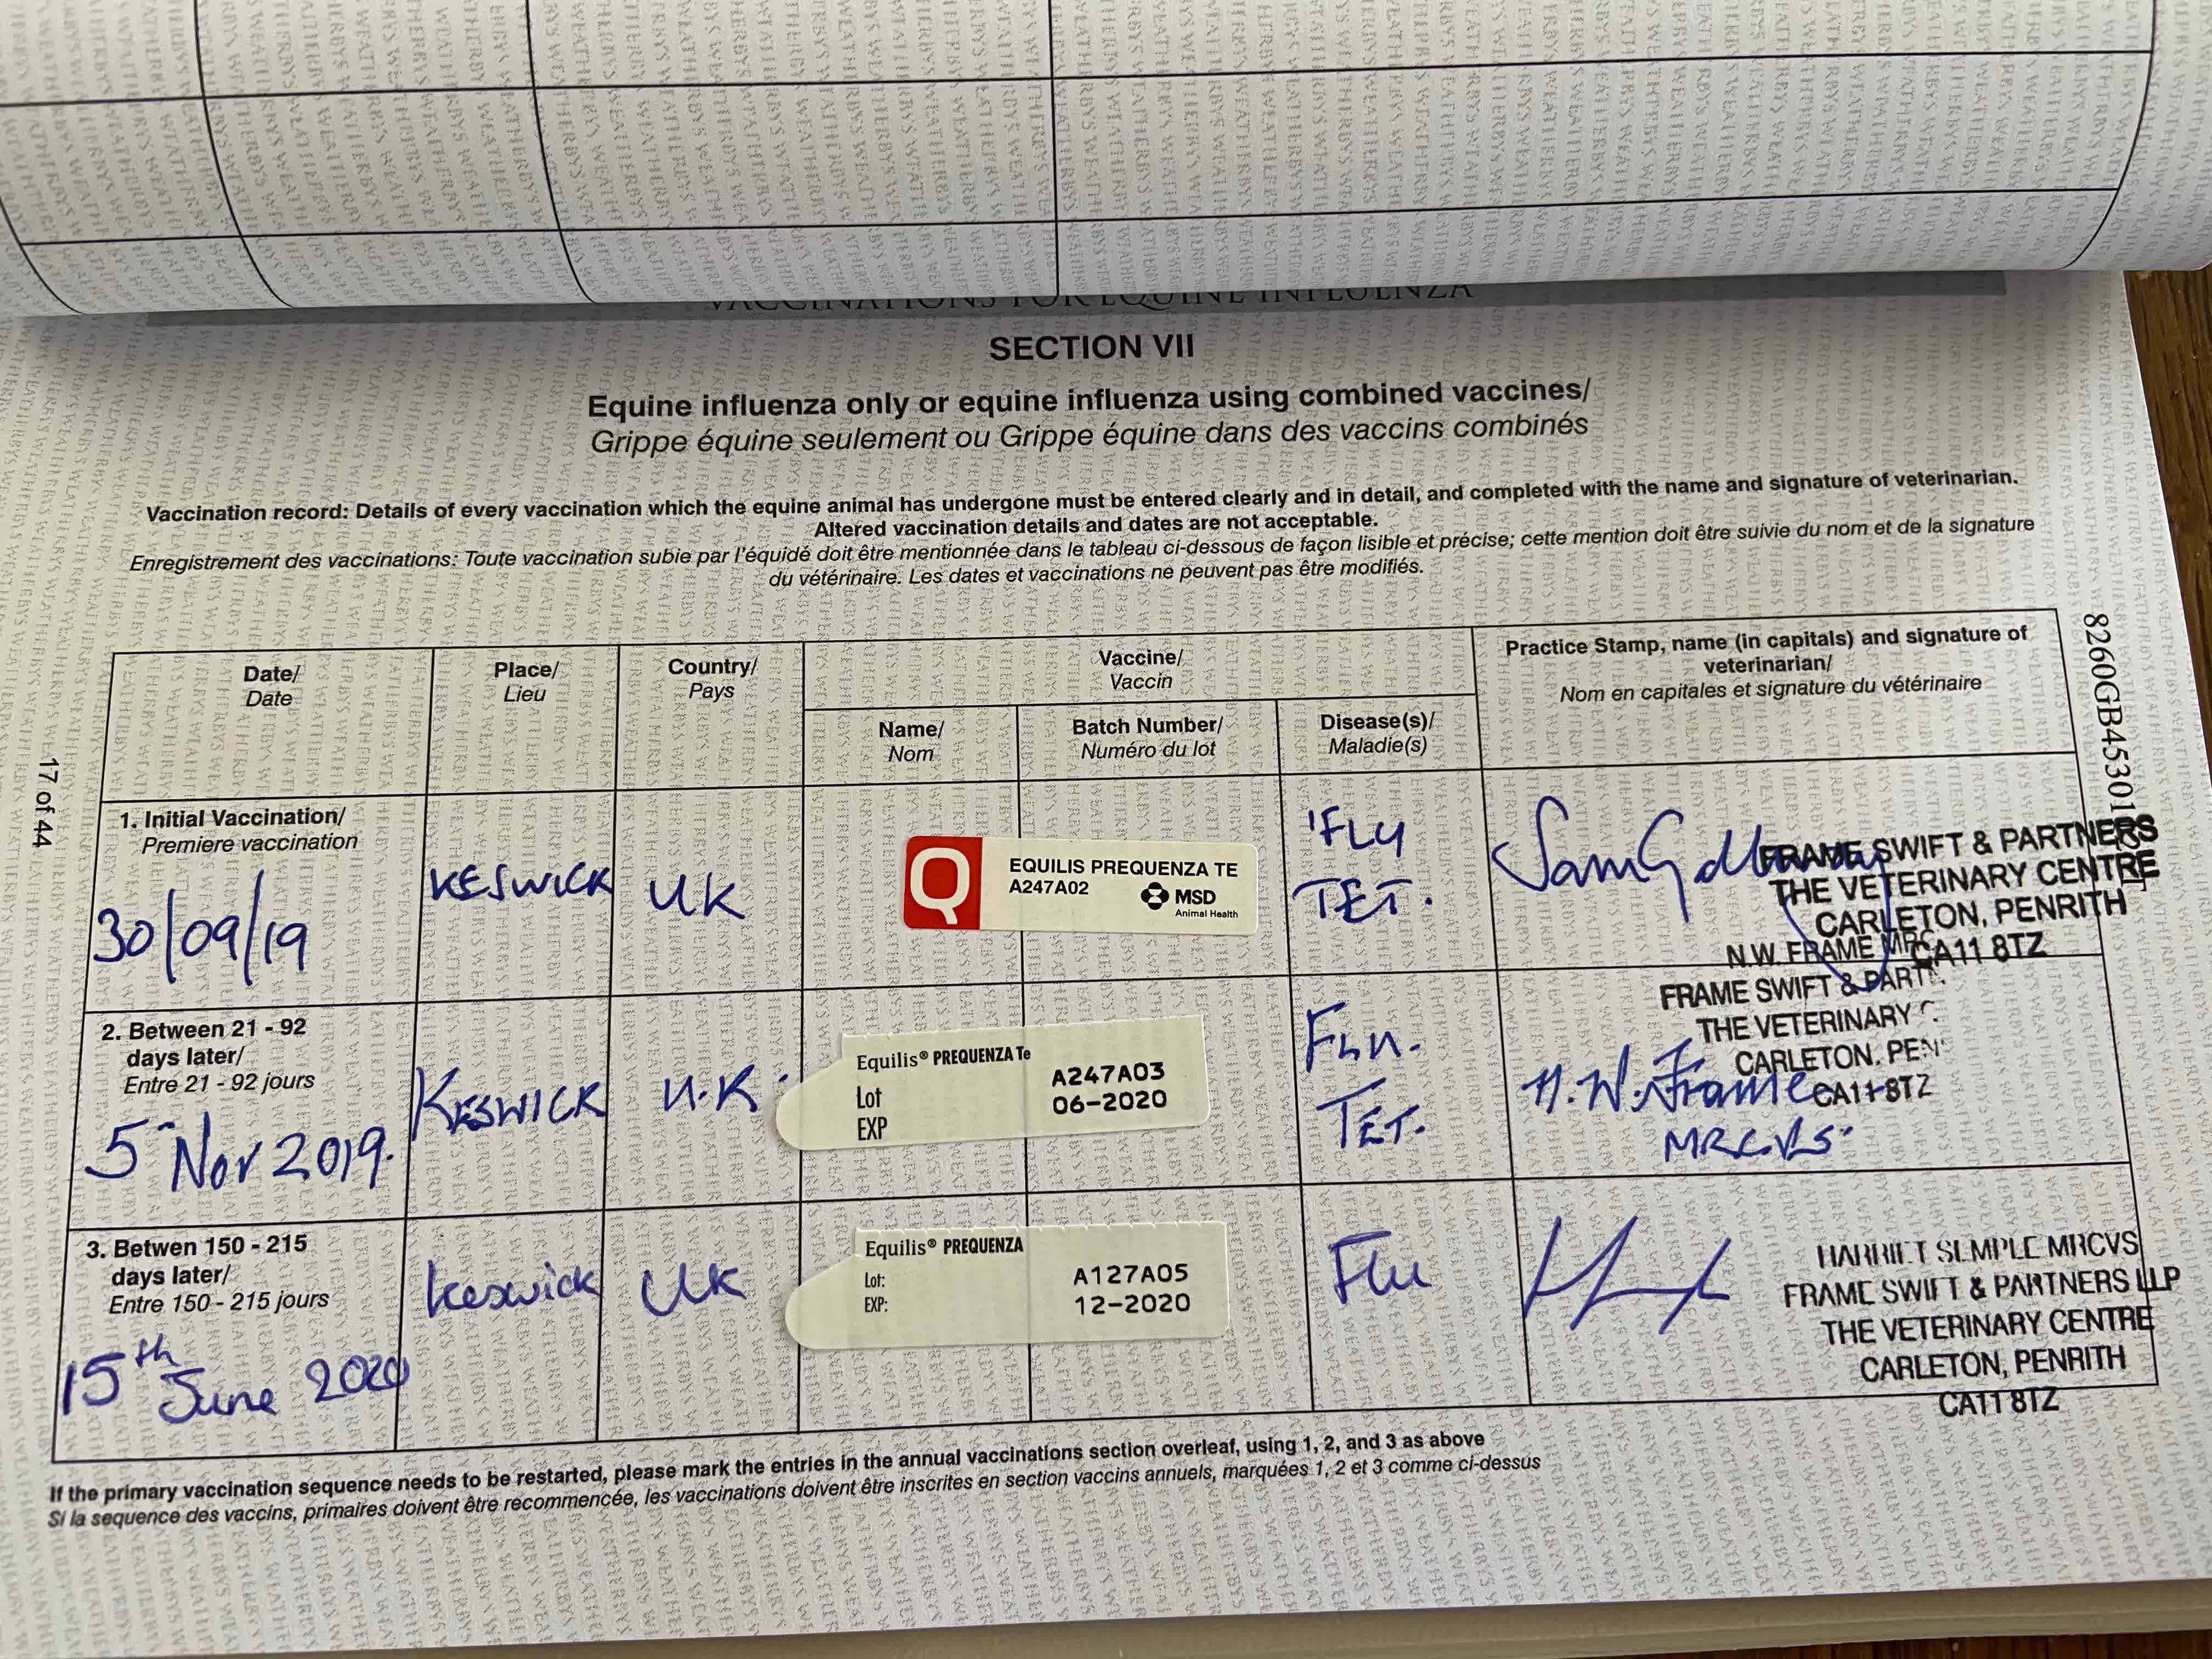 VACCINATIONS FOR EQUINE INFLUENZA
SECTION VII
Equine influenza only or equine influenza using combined vaccines/
Grippe équine seulement ou Grippe équine dans des vaccins combinés
Vaccination record: Details of every vaccination which the equine animal has undergone must be entered clearly and in detail, and completed with the name and signature of veterinarian.
Altered vaccination details and dates are not acceptable.
Enregistrement des vaccinations: Toute vaccination subie par l'équidé doit être mentionnée dans le tableau ci-dessous de façon lisible et précise; cette mention doit être suivie du nom et de la signature
du vétérinaire. Les dates et vaccinations ne peuvent pas être modifiés.
Date/
Date
Place/
Lieu
Country/
Pays
Vaccine/
Vaccin
Name/
Nom
Batch Number/
Numéro du lot
Disease(s)/
Maladie(s)
Practice Stamp, name (in capitals) and signature of
veterinarian/
Nom en capitales et signature du vétérinaire
1. Initial Vaccination/
Premiere vaccination
30/09/19
KESWICK
UK
Q
EQUILIS PREQUENZA TE
A247A02
MSD
Animal Health
'FLU
TET.
FRAME SWIFT & PARTNERS
THE VETERINARY CENTRE
CARLETON, PENRITH
CA11 8TZ
2. Between 21 - 92
days later/
Entre 21 - 92 jours
5 Nov 2019.
KESWICK
U.K.
Equilis® PREQUENZA Te
Lot A247A03
EXP 06-2020
Flu.
TET.
N.W. FRAME
FRAME SWIFT &
THE VETERINARY
CARLETON.
CA11 8TZ
N.W. Frame
MRCVS.
3. Betwen 150 - 215
days later/
Entre 150 - 215 jours
15th June 2020
Keswick
UK
Equilis® PREQUENZA
Lot: A127A05
EXP: 12-2020
Flu
HARRIET SEMPLE MRCVS
FRAME SWIFT & PARTNERS LLP
THE VETERINARY CENTRE
CARLETON, PENRITH
CA11 8TZ
If the primary vaccination sequence needs to be restarted, please mark the entries in the annual vaccinations section overleaf, using 1, 2, and 3 as above
Si la sequence des vaccins, primaires doivent être recommencée, les vaccinations doivent être inscrites en section vaccins annuels, marquées 1, 2 et 3 comme ci-dessus
17 of 44